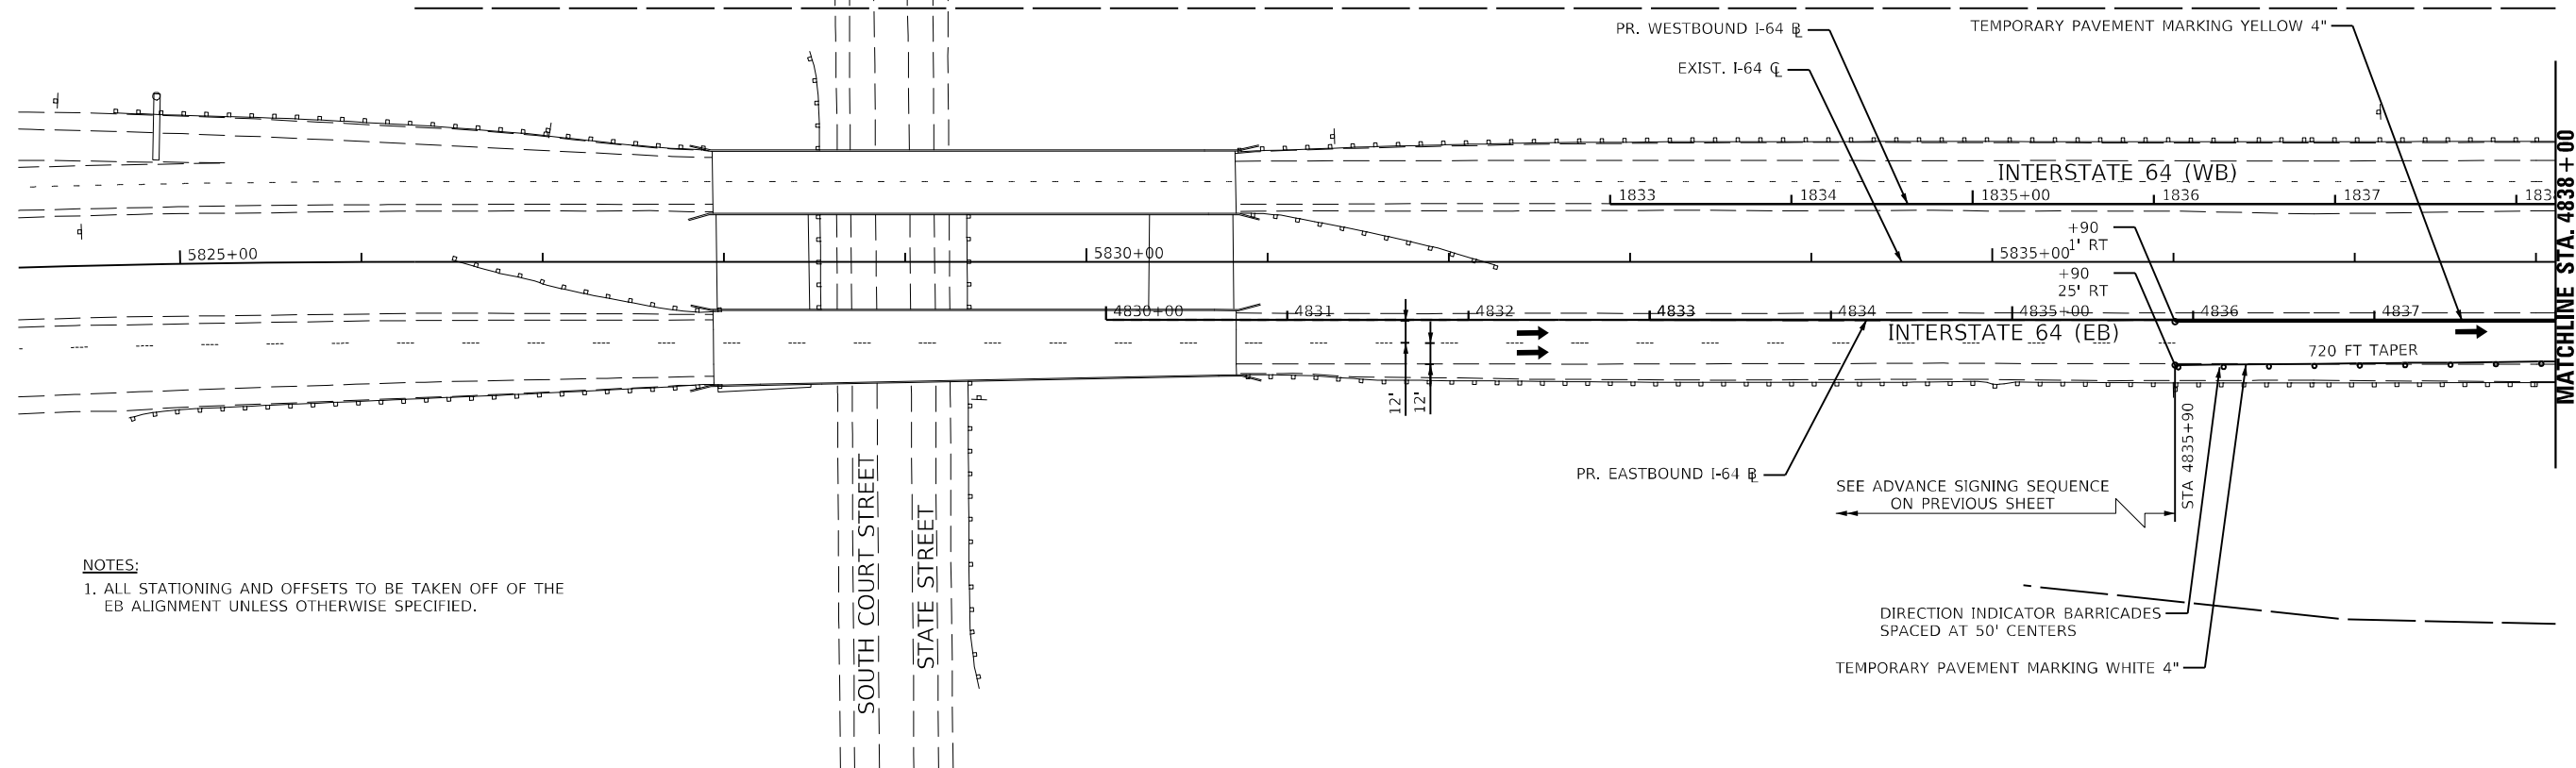 PR. WESTBOUND I-64 ℄
TEMPORARY PAVEMENT MARKING YELLOW 4"
EXIST. I-64 ℄
INTERSTATE 64 (WB)
1833
1834
1835+00
1836
1837
+90
1' RT
5825+00
5830+00
5835+00
+90
25' RT
4830+00
4831
4832
4833
4834
4835+00
4836
4837
INTERSTATE 64 (EB)
720 FT TAPER
12'
12'
MATCHLINE STA. 4838+00
STA 4835+90
PR. EASTBOUND I-64
SEE ADVANCE SIGNING SEQUENCE
ON PREVIOUS SHEET
SOUTH COURT STREET
STATE STREET
NOTES:
1. ALL STATIONING AND OFFSETS TO BE TAKEN OFF OF THE
EB ALIGNMENT UNLESS OTHERWISE SPECIFIED.
DIRECTION INDICATOR BARRICADES
SPACED AT 50' CENTERS
TEMPORARY PAVEMENT MARKING WHITE 4"